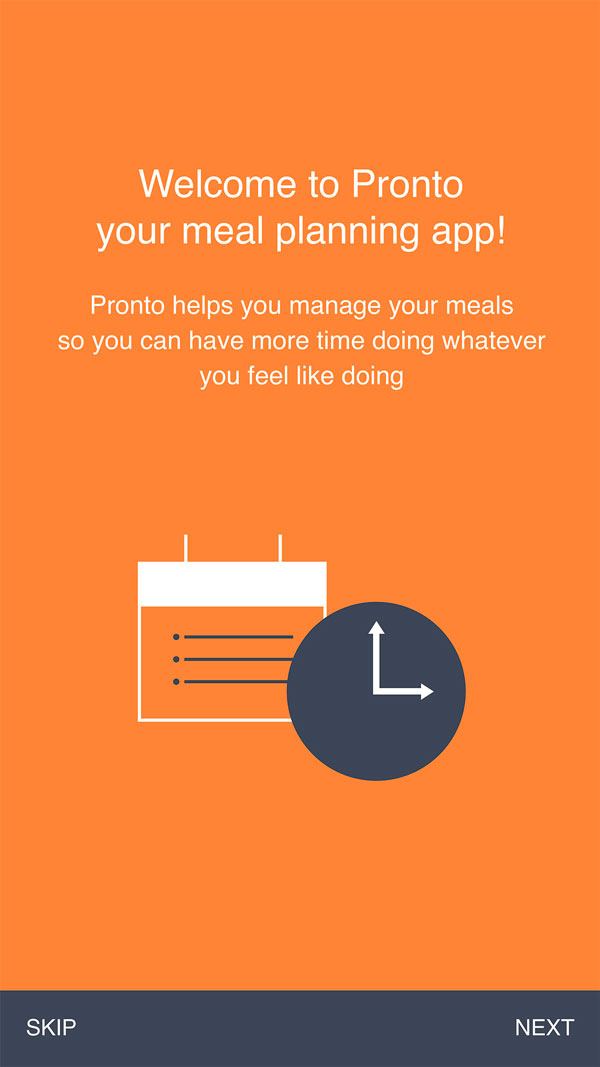 Welcome to Pronto
your meal planning app!
Pronto helps you manage your meals
so you can have more time doing whatever
you feel like doing
SKIP
NEXT